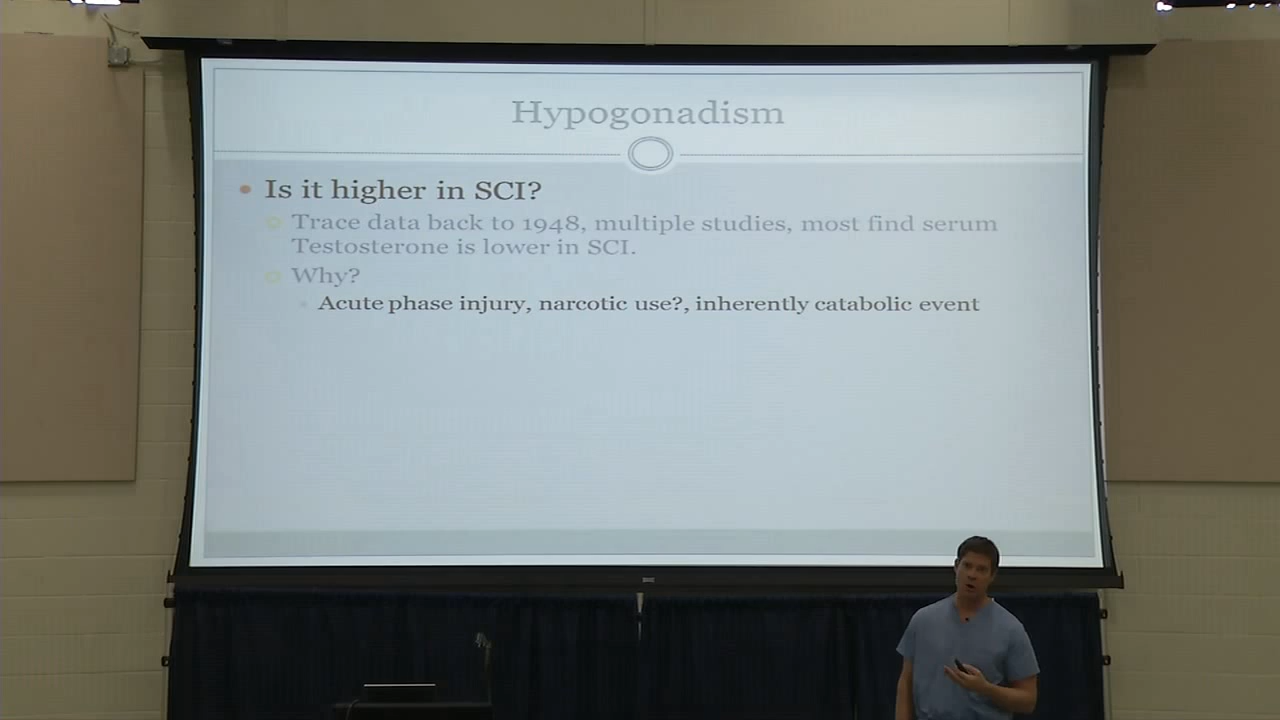 Hypogonadism
Is it higher in SCI?
Trace data back to 1948, multiple studies, most find serum
Testosterone is lower in SCI.
Why?
Acute phase injury, narcotic use?, inherently catabolic event